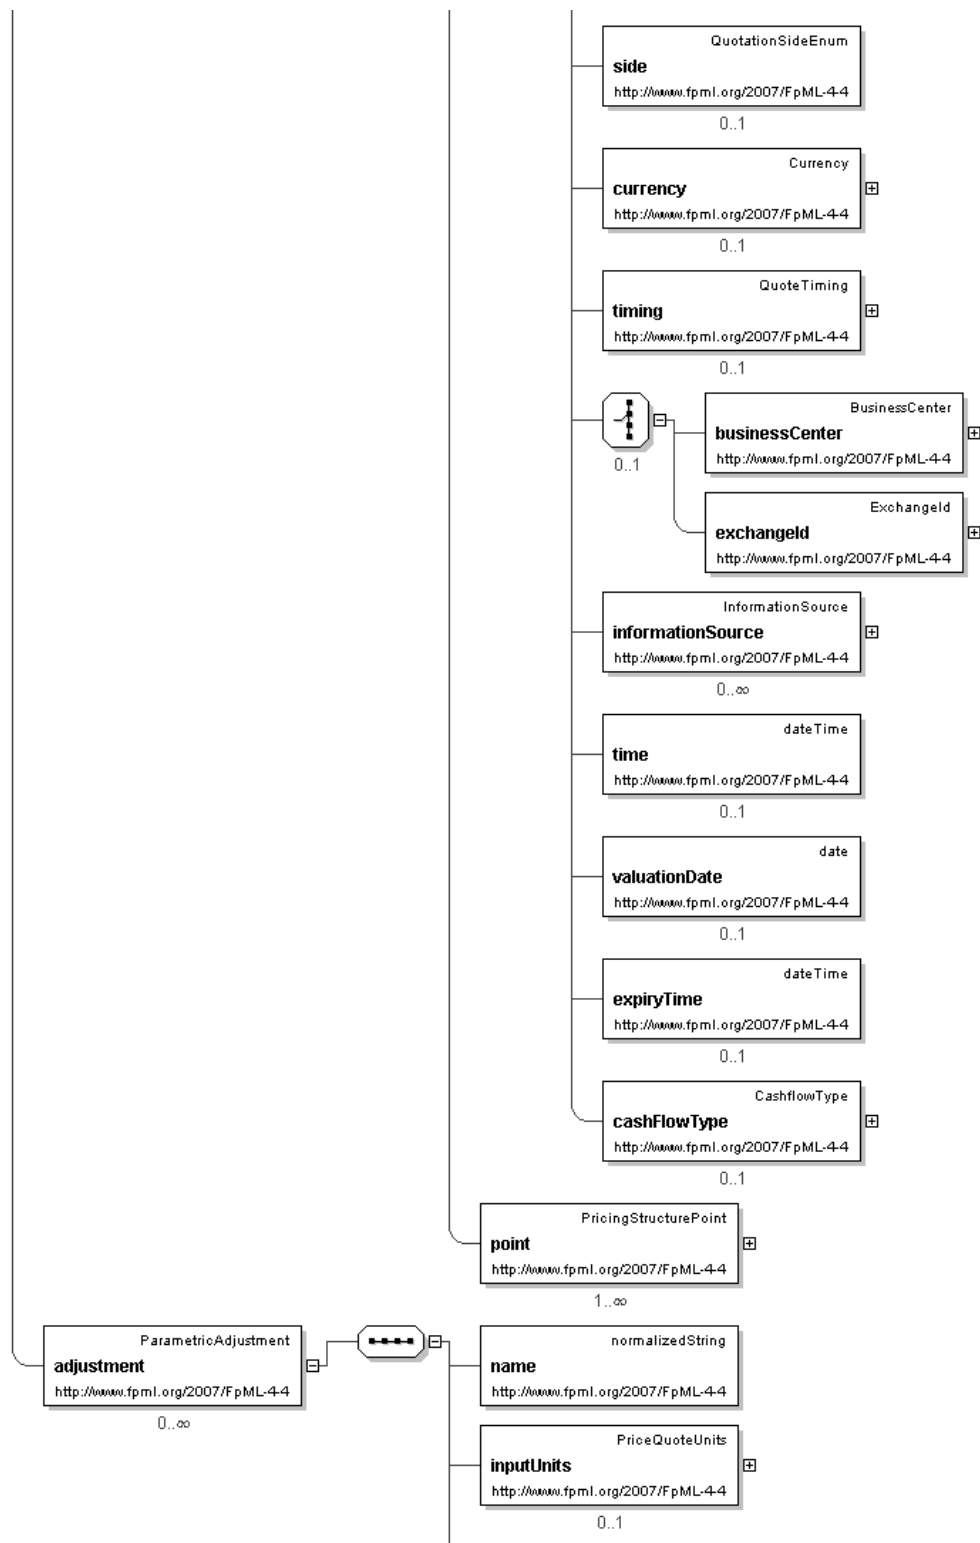 QuotationSideEnum
side
http://www.fpml.org/2007/FpML-4-4
0..1
Currency
currency
http://www.fpml.org/2007/FpML-4-4
0..1
QuoteTiming
timing
http://www.fpml.org/2007/FpML-4-4
0..1
0..1
BusinessCenter
businessCenter
http://www.fpml.org/2007/FpML-4-4
ExchangeId
exchangeId
http://www.fpml.org/2007/FpML-4-4
InformationSource
informationSource
http://www.fpml.org/2007/FpML-4-4
0..∞
dateTime
time
http://www.fpml.org/2007/FpML-4-4
0..1
date
valuationDate
http://www.fpml.org/2007/FpML-4-4
0..1
dateTime
expiryTime
http://www.fpml.org/2007/FpML-4-4
0..1
CashflowType
cashFlowType
http://www.fpml.org/2007/FpML-4-4
0..1
PricingStructurePoint
point
http://www.fpml.org/2007/FpML-4-4
1..∞
ParametricAdjustment
adjustment
http://www.fpml.org/2007/FpML-4-4
0..∞
normalizedString
name
http://www.fpml.org/2007/FpML-4-4
PriceQuoteUnits
inputUnits
http://www.fpml.org/2007/FpML-4-4
0..1